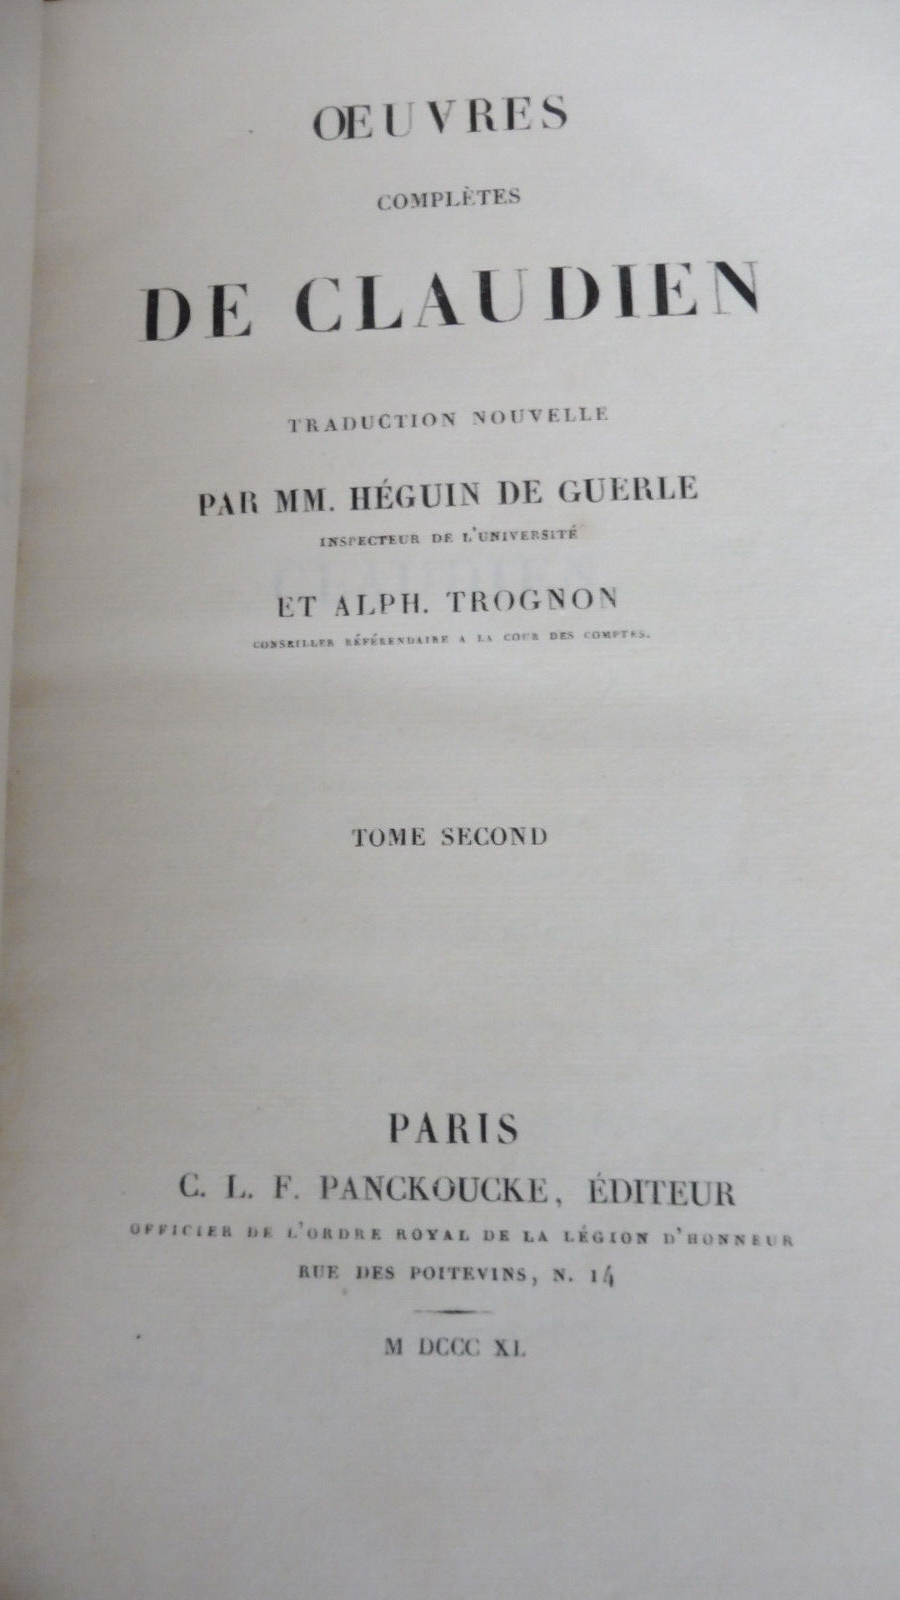 ŒUVRES
COMPLÈTES
DE CLAUDIEN
TRADUCTION NOUVELLE
PAR MM. HÉGUIN DE GUERLE
INSPECTEUR DE L'UNIVERSITÉ
ET ALPH. TROGNON
CONSEILLER RÉFÉRENDAIRE A LA COUR DES COMPTES.
TOME SECOND
PARIS
C. L. F. PANCKOUCKE, ÉDITEUR
OFFICIER DE L'ORDRE ROYAL DE LA LÉGION D'HONNEUR
RUE DES POITEVINS, N. 14
M DCCC XL